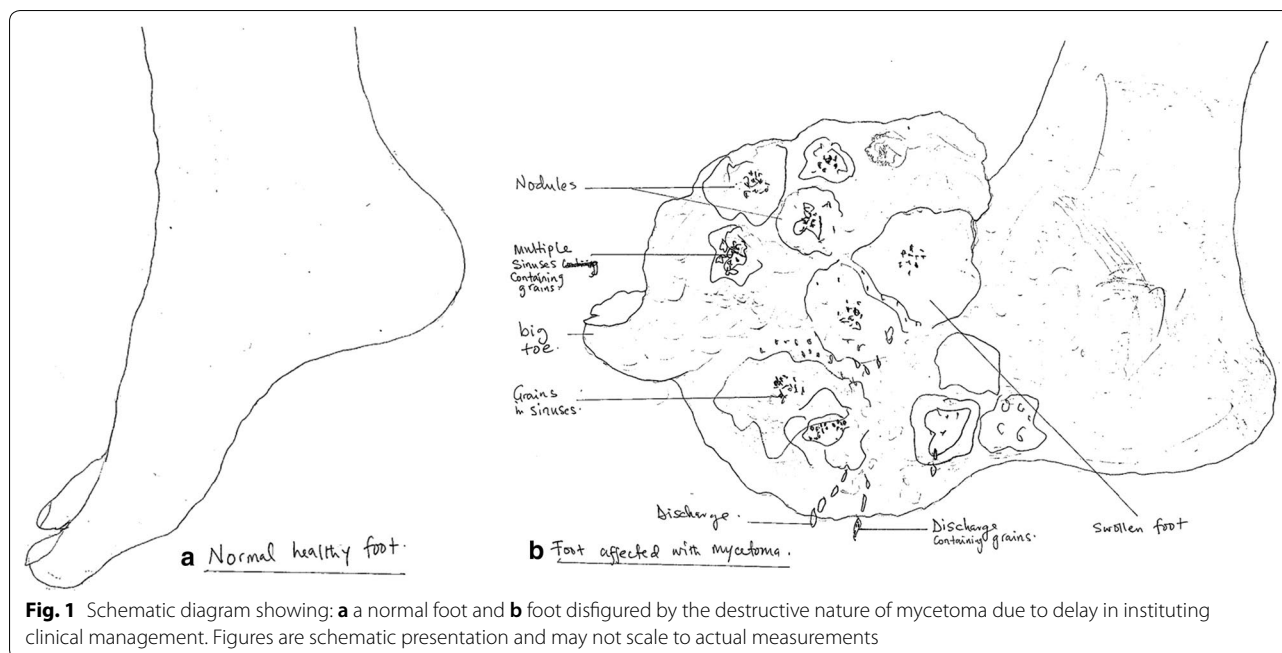 Nodules
Multiple
Sinuses Containing
Containing
grains.
big
toe.
Grains
In sinuses.
Discharge.
Discharge
Containing grains.
Swollen foot
a Normal healthy foot.
b Foot affected with mycetoma.
Fig. 1 Schematic diagram showing: a a normal foot and b foot disfigured by the destructive nature of mycetoma due to delay in instituting
clinical management. Figures are schematic presentation and may not scale to actual measurements